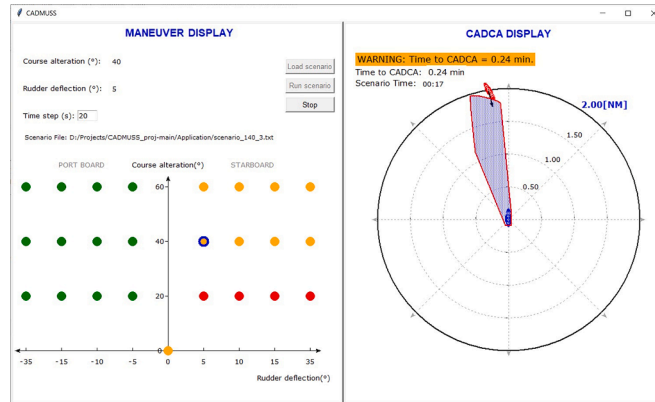 CADMUSS
MANEUVER DISPLAY
Course alteration (°): 40
Rudder deflection (°): 5
Time step (s): 20
Load scenario
Run scenario
Stop
Scenario File: D:/Projects/CADMUSS_proj-main/Application/scenario_140_3.txt
PORT BOARD Course alteration(°) STARBOARD
60
40
20
0
-35 -15 -10 -5 0 5 10 15 35
Rudder deflection(°)
CADCA DISPLAY
WARNING: Time to CADCA = 0.24 min.
Time to CADCA: 0.24 min
Scenario Time: 00:17
2.00[NM]
1.50
1.00
0.50